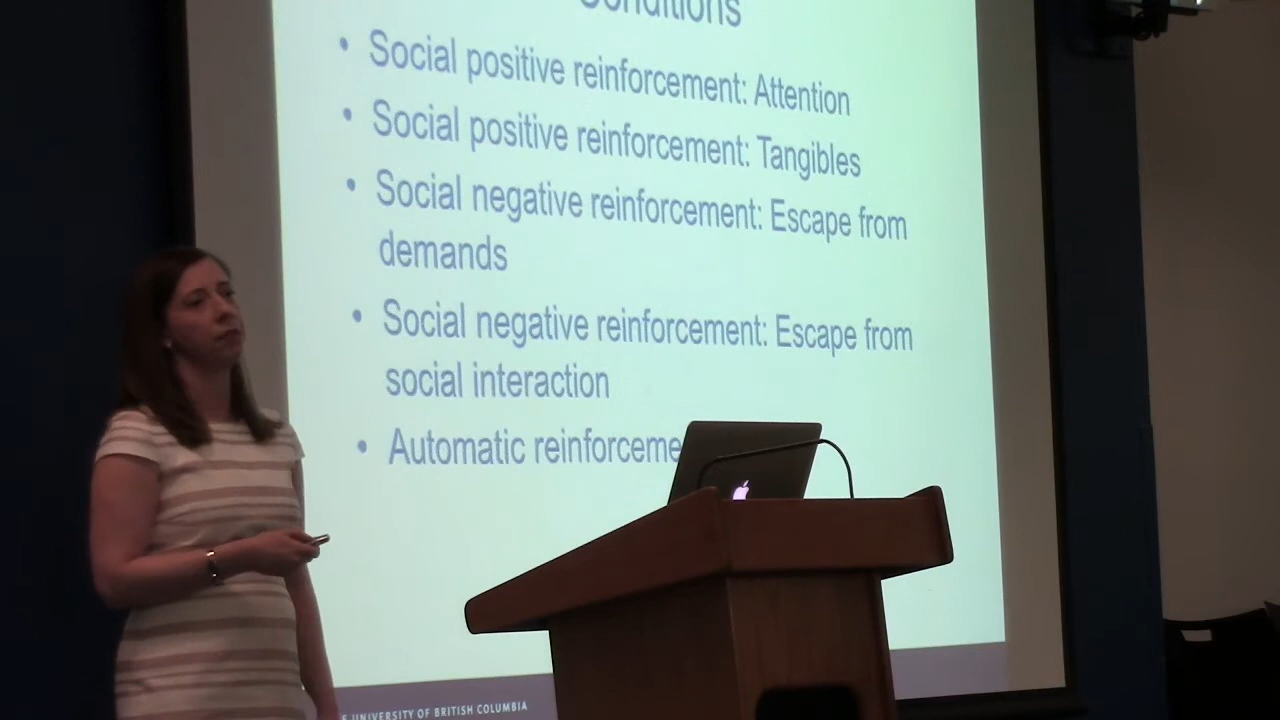 Conditions
• Social positive reinforcement: Attention
• Social positive reinforcement: Tangibles
• Social negative reinforcement: Escape from
demands
• Social negative reinforcement: Escape from
social interaction
• Automatic reinforceme
E UNIVERSITY OF BRITISH COLUMBIA